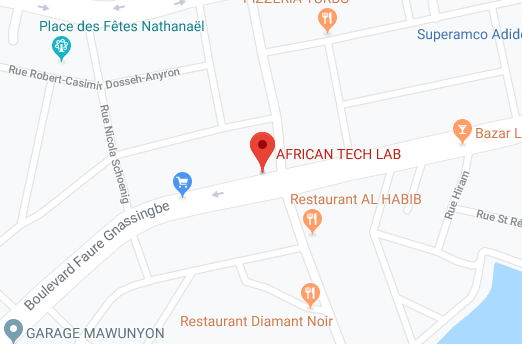 PIZZERIA TURBO
Place des Fêtes Nathanaël
Superamco Adido
Rue Robert-Casimir Dosseh-Anyron
Rue Nicola Schoenig
Bazar L
AFRICAN TECH LAB
Rue Hiram
Restaurant AL HABIB
Boulevard Faure Gnassingbe
Rue St Ré
Restaurant Diamant Noir
GARAGE MAWUNYON